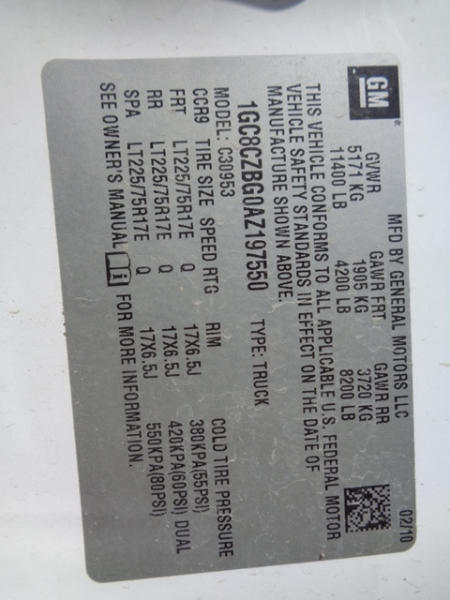 GM
MFD BY GENERAL MOTORS LLC 02/10
GVWR GAWR FRT GAWR RR
5171 KG 1905 KG 3720 KG
11400 LB 4200 LB 8200 LB
THIS VEHICLE CONFORMS TO ALL APPLICABLE U.S. FEDERAL MOTOR
VEHICLE SAFETY STANDARDS IN EFFECT ON THE DATE OF
MANUFACTURE SHOWN ABOVE.
1GC8CZBG0AZ197550 TYPE: TRUCK
MODEL: C30953
CCR9 TIRE SIZE SPEED RTG RIM COLD TIRE PRESSURE
FRT LT225/75R17E Q 17X6.5J 380KPA(55PSI)
RR LT225/75R17E Q 17X6.5J 420KPA(60PSI) DUAL
SPA LT225/75R17E Q 17X6.5J 550KPA(80PSI)
SEE OWNER'S MANUAL i FOR MORE INFORMATION.